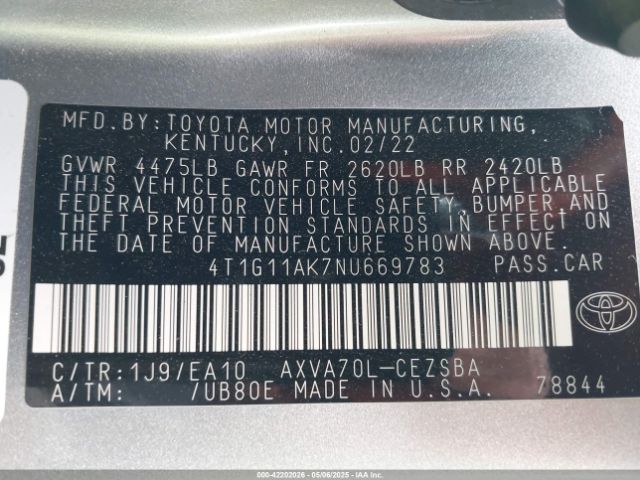 MFD. BY: TOYOTA MOTOR MANUFACTURING,
KENTUCKY, INC. 02/22
GVWR 4475LB GAWR FR 2620LB RR 2420LB
THIS VEHICLE CONFORMS TO ALL APPLICABLE
FEDERAL MOTOR VEHICLE SAFETY, BUMPER, AND
THEFT PREVENTION STANDARDS IN EFFECT ON
THE DATE OF MANUFACTURE SHOWN ABOVE.
4T1G11AK7NU669783 PASS.CAR
C/TR: 1J9/EA10 AXVA70L-CEZSBA
A/TM: /UB80E MADE IN U.S.A. 78844
000-42202026 - 05/06/2025 - IAAI.COM